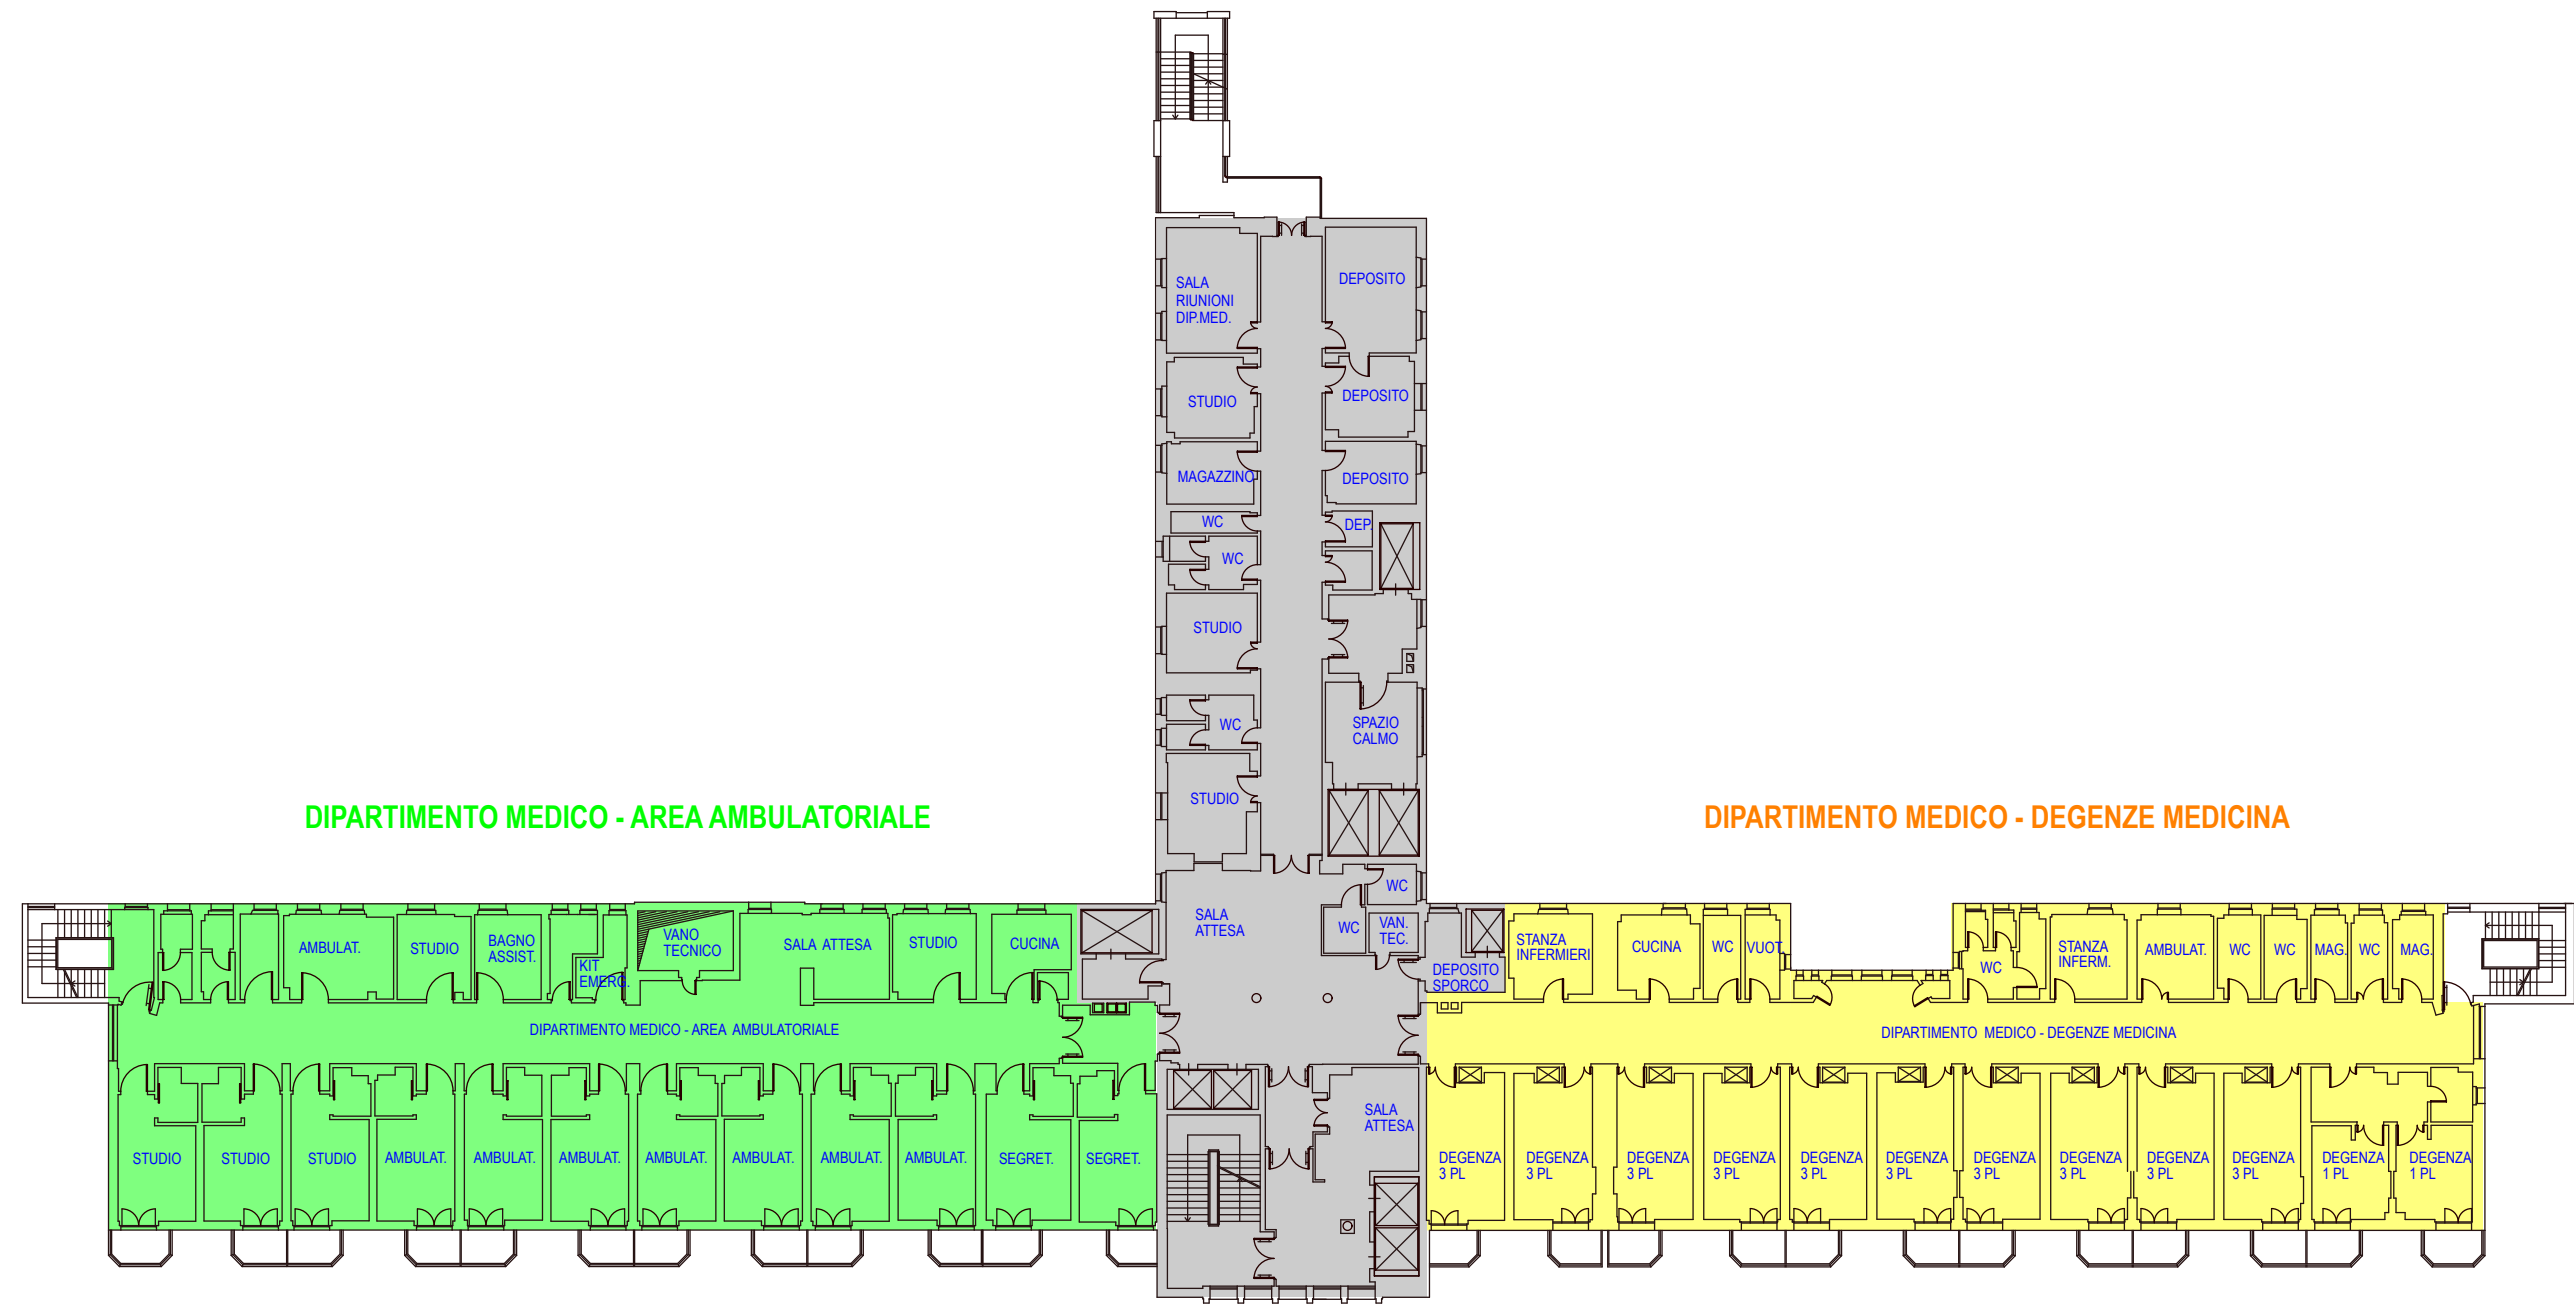 SALA
RIUNIONI
DIP.MED.
DEPOSITO
STUDIO
DEPOSITO
MAGAZZINO
DEPOSITO
WC
DEP.
WC
STUDIO
WC
SPAZIO
CALMO
STUDIO
DIPARTIMENTO MEDICO - AREA AMBULATORIALE
DIPARTIMENTO MEDICO - DEGENZE MEDICINA
WC
SALA
ATTESA
WC
VAN.
TEC.
AMBULAT.
STUDIO
BAGNO
ASSIST.
KIT
EMERG.
VANO
TECNICO
SALA ATTESA
STUDIO
CUCINA
DEPOSITO
SPORCO
STANZA
INFERMIERI
CUCINA
WC
VUOT.
WC
STANZA
INFERM.
AMBULAT.
WC
WC
MAG.
WC
MAG.
DIPARTIMENTO MEDICO - AREA AMBULATORIALE
DIPARTIMENTO MEDICO - DEGENZE MEDICINA
SALA
ATTESA
STUDIO
STUDIO
STUDIO
AMBULAT.
AMBULAT.
AMBULAT.
AMBULAT.
AMBULAT.
AMBULAT.
AMBULAT.
SEGRET.
SEGRET.
DEGENZA
3 PL
DEGENZA
3 PL
DEGENZA
3 PL
DEGENZA
3 PL
DEGENZA
3 PL
DEGENZA
3 PL
DEGENZA
3 PL
DEGENZA
3 PL
DEGENZA
3 PL
DEGENZA
3 PL
DEGENZA
1 PL
DEGENZA
1 PL